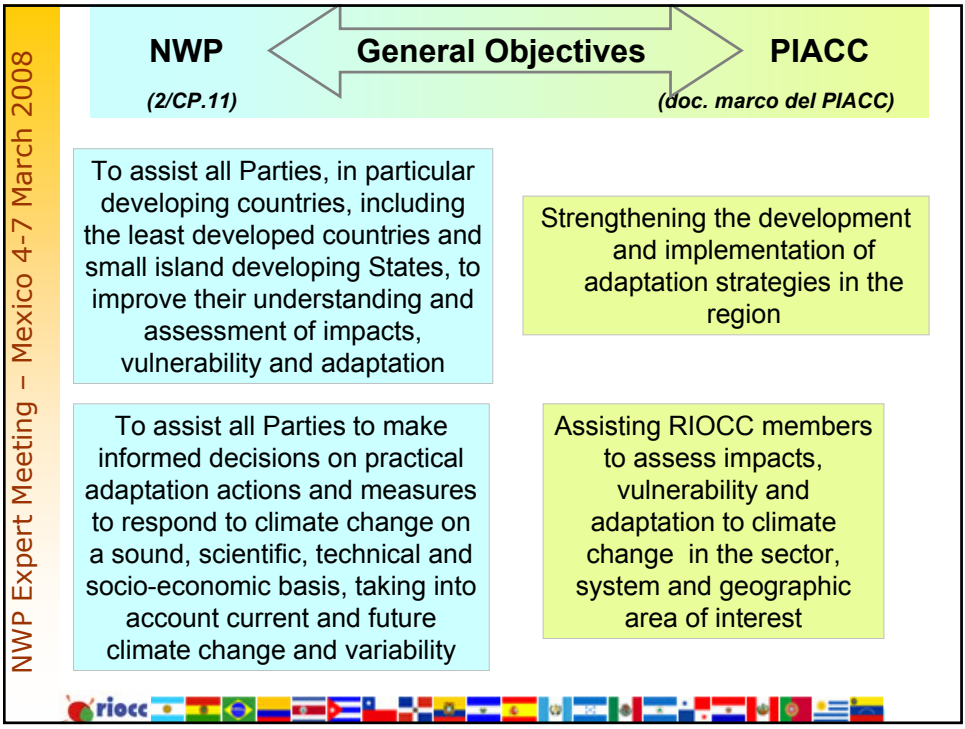 NWP Expert Meeting – Mexico 4-7 March 2008
NWP
General Objectives
PIACC
(2/CP.11)
(doc. marco del PIACC)
To assist all Parties, in particular
developing countries, including
the least developed countries and
small island developing States, to
improve their understanding and
assessment of impacts,
vulnerability and adaptation
Strengthening the development
and implementation of
adaptation strategies in the
region
To assist all Parties to make
informed decisions on practical
adaptation actions and measures
to respond to climate change on
a sound, scientific, technical and
socio-economic basis, taking into
account current and future
climate change and variability
Assisting RIOCC members
to assess impacts,
vulnerability and
adaptation to climate
change in the sector,
system and geographic
area of interest
riocc